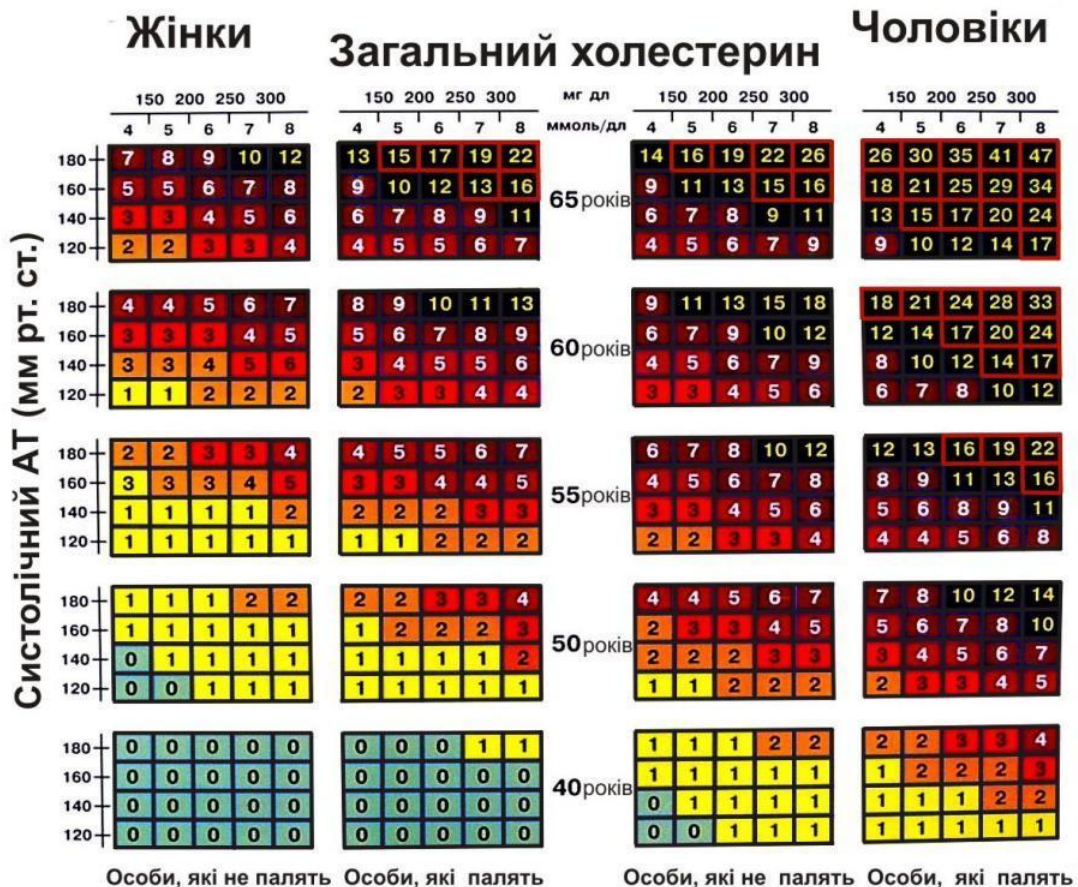 Жінки
Загальний холестерин
Чоловіки
150 200 250 300 150 200 250 300 мг дл 150 200 250 300 150 200 250 300
4 5 6 7 8 4 5 6 7 8 ммоль/дл 4 5 6 7 8 4 5 6 7 8
Систолічний АТ (мм рт. ст.)
180 7 8 9 10 12 13 15 17 19 22 14 16 19 22 26 26 30 35 41 47
160 5 5 6 7 8 9 10 12 13 16 9 11 13 15 16 18 21 25 29 34
65 років
140 3 3 4 5 6 6 7 8 9 11 6 7 8 9 11 13 15 17 20 24
120 2 2 3 3 4 4 5 5 6 7 4 5 6 7 9 9 10 12 14 17
180 4 4 5 6 7 8 9 10 11 13 9 11 13 15 18 18 21 24 28 33
160 3 3 3 4 5 5 6 7 8 9 6 7 9 10 12 12 14 17 20 24
60 років
140 3 3 4 5 6 3 4 5 5 6 4 5 6 7 9 8 10 12 14 17
120 1 1 2 2 2 2 3 3 4 4 3 3 4 5 6 6 7 8 10 12
180 2 2 3 3 4 4 5 5 6 7 6 7 8 10 12 12 13 16 19 22
160 3 3 3 4 5 3 3 4 4 5 4 5 6 7 8 8 9 11 13 16
55 років
140 1 1 1 1 2 2 2 2 3 3 3 3 4 5 6 5 6 8 9 11
120 1 1 1 1 1 1 1 2 2 2 2 2 3 3 4 4 4 5 6 8
180 1 1 1 2 2 2 2 3 3 4 4 4 5 6 7 7 8 10 12 14
160 1 1 1 1 1 1 2 2 2 3 2 3 3 4 5 5 6 7 8 10
50 років
140 0 1 1 1 1 1 1 1 1 2 2 2 2 3 3 3 4 5 6 7
120 0 0 1 1 1 1 1 1 1 1 1 1 2 2 2 2 3 3 4 5
180 0 0 0 0 0 0 0 0 1 1 1 1 1 2 2 2 2 3 3 4
160 0 0 0 0 0 0 0 0 0 0 1 1 1 1 1 1 2 2 2 3
40 років
140 0 0 0 0 0 0 0 0 0 0 0 1 1 1 1 1 1 1 2 2
120 0 0 0 0 0 0 0 0 0 0 0 0 1 1 1 1 1 1 1 1
Особи, які не палять Особи, які палять Особи, які не палять Особи, які палять